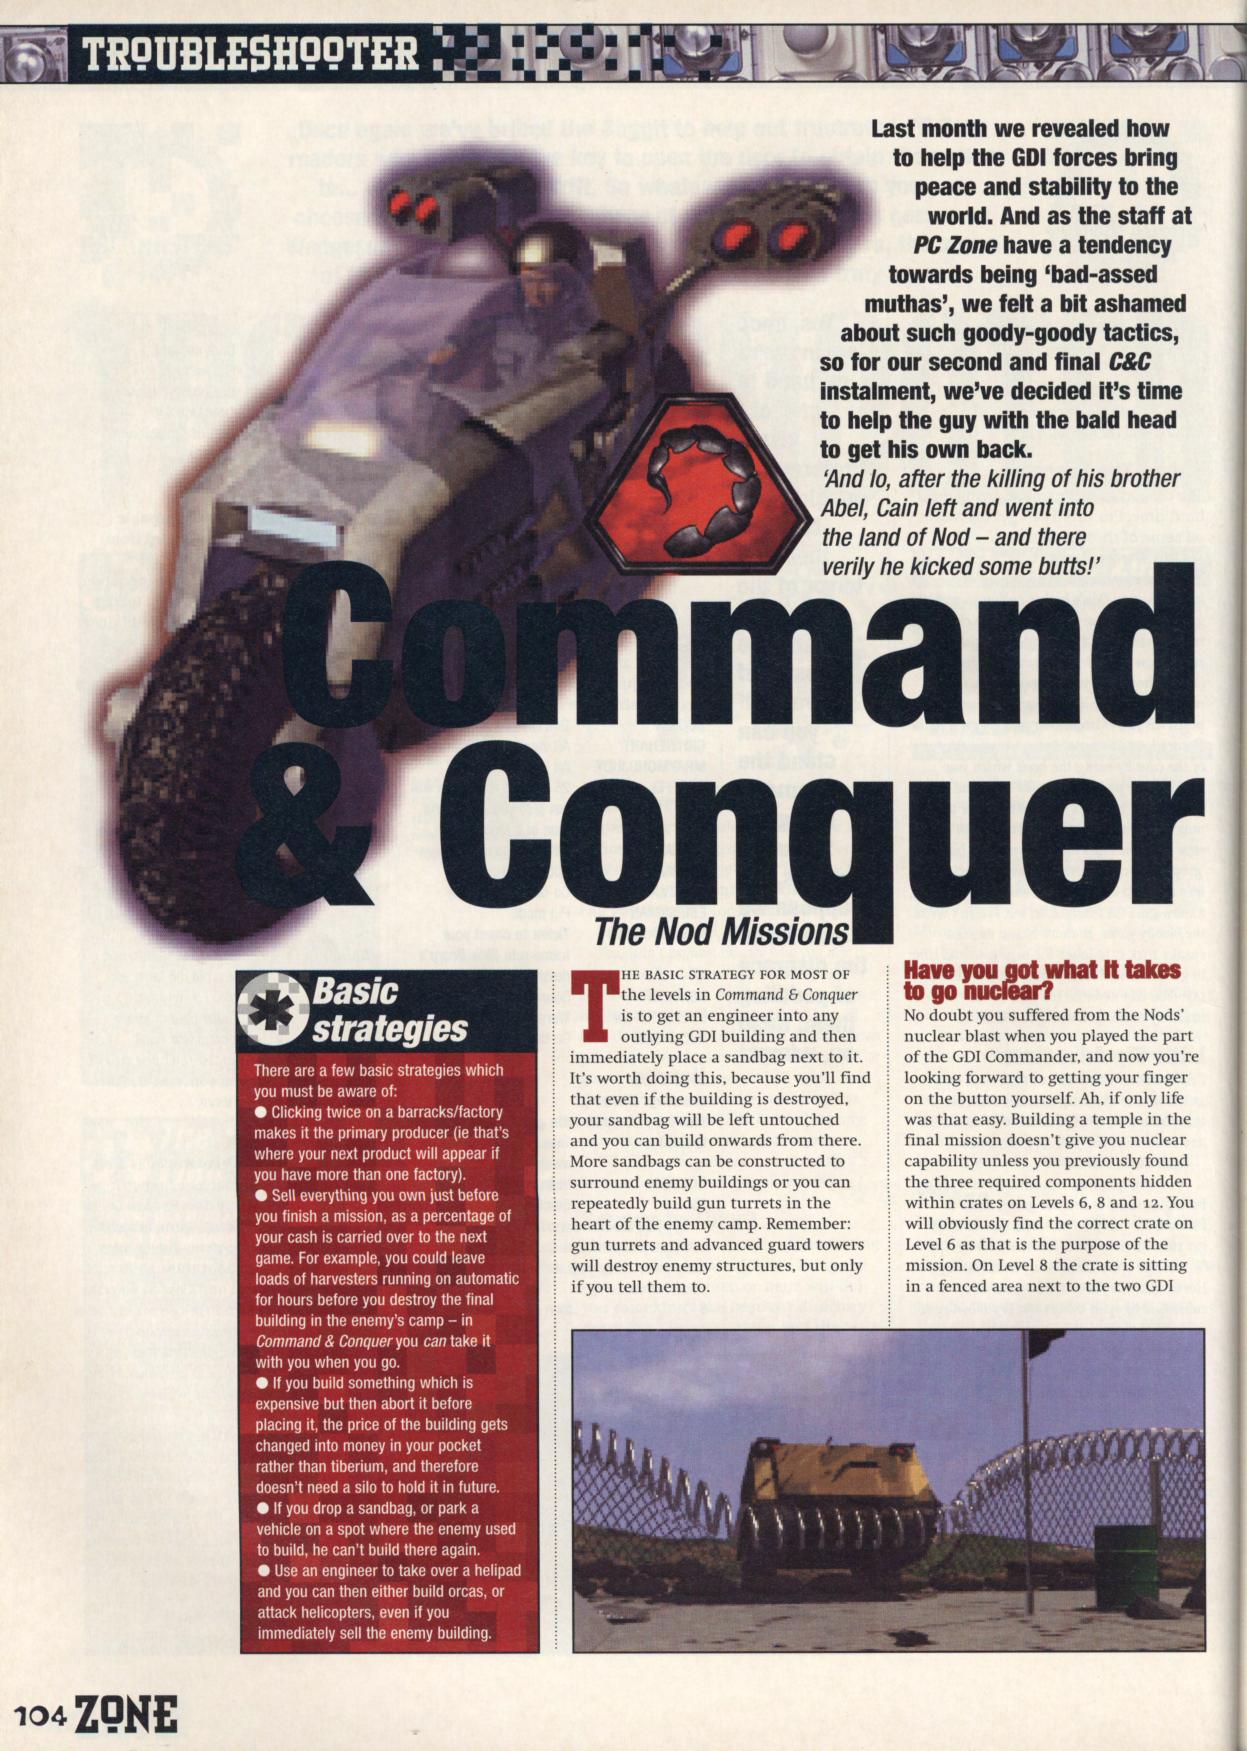 TROUBLESHOOTER
Last month we revealed how
to help the GDI forces bring
peace and stability to the
world. And as the staff at
PC Zone have a tendency
towards being ‘bad-assed
muthas’, we felt a bit ashamed
about such goody-goody tactics,
so for our second and final C&C
instalment, we’ve decided it’s time
to help the guy with the bald head
to get his own back.
‘And lo, after the killing of his brother
Abel, Cain left and went into
the land of Nod – and there
verily he kicked some butts!’
Command
& Conquer
The Nod Missions
Basic
strategies
There are a few basic strategies which
you must be aware of:
● Clicking twice on a barracks/factory
makes it the primary producer (ie that’s
where your next product will appear if
you have more than one factory).
● Sell everything you own just before
you finish a mission, as a percentage of
your cash is carried over to the next
game. For example, you could leave
loads of harvesters running on automatic
for hours before you destroy the final
building in the enemy’s camp – in
Command & Conquer you can take it
with you when you go.
● If you build something which is
expensive but then abort it before
placing it, the price of the building gets
changed into money in your pocket
rather than tiberium, and therefore
doesn’t need a silo to hold it in future.
● If you drop a sandbag, or park a
vehicle on a spot where the enemy used
to build, he can’t build there again.
● Use an engineer to take over a helipad
and you can then either build orcas, or
attack helicopters, even if you
immediately sell the enemy building.
THE BASIC STRATEGY FOR MOST OF
the levels in Command & Conquer
is to get an engineer into any
outlying GDI building and then
immediately place a sandbag next to it.
It’s worth doing this, because you’ll find
that even if the building is destroyed,
your sandbag will be left untouched
and you can build onwards from there.
More sandbags can be constructed to
surround enemy buildings or you can
repeatedly build gun turrets in the
heart of the enemy camp. Remember:
gun turrets and advanced guard towers
will destroy enemy structures, but only
if you tell them to.
Have you got what it takes
to go nuclear?
No doubt you suffered from the Nods’
nuclear blast when you played the part
of the GDI Commander, and now you’re
looking forward to getting your finger
on the button yourself. Ah, if only life
was that easy. Building a temple in the
final mission doesn’t give you nuclear
capability unless you previously found
the three required components hidden
within crates on Levels 6, 8 and 12. You
will obviously find the correct crate on
Level 6 as that is the purpose of the
mission. On Level 8 the crate is sitting
in a fenced area next to the two GDI
104 ZONE